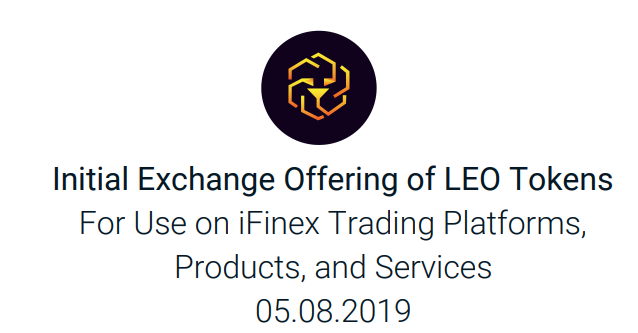 Initial Exchange Offering of LEO Tokens
For Use on iFinex Trading Platforms,
Products, and Services
05.08.2019